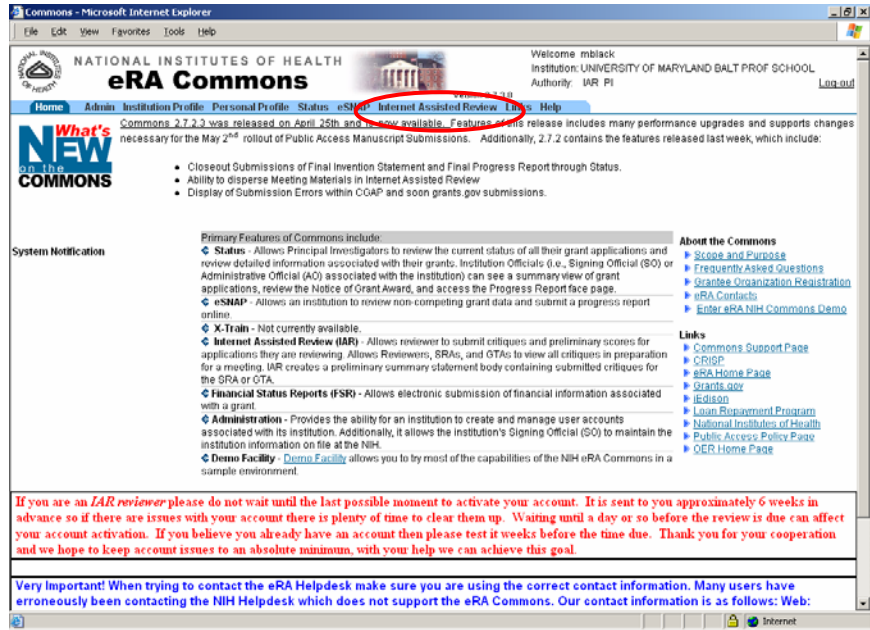 Commons - Microsoft Internet Explorer
File Edit View Favorites Tools Help
NATIONAL INSTITUTES OF HEALTH
eRA Commons
Welcome mblack
Institution: UNIVERSITY OF MARYLAND BALT PROF SCHOOL
Authority: IAR PI
Log-out
Home Admin Institution Profile Personal Profile Status eSNAP Internet Assisted Review Links Help
What's
NEW
on the
COMMONS
Commons 2.7.2.3 was released on April 25th and is now available. Features of this release includes many performance upgrades and supports changes
necessary for the May 2nd rollout of Public Access Manuscript Submissions. Additionally, 2.7.2 contains the features released last week, which include:
• Closeout Submissions of Final Invention Statement and Final Progress Report through Status.
• Ability to disperse Meeting Materials in Internet Assisted Review
• Display of Submission Errors within CGAP and soon grants.gov submissions.
System Notification
Primary Features of Commons include:
Status - Allows Principal Investigators to review the current status of all their grant applications and
review detailed information associated with their grants. Institution Officials (i.e., Signing Official (SO) or
Administrative Official (AO) associated with the institution) can see a summary view of grant
applications, review the Notice of Grant Award, and access the Progress Report face page.
eSNAP - Allows an institution to review non-competing grant data and submit a progress report
online.
X-Train - Not currently available.
Internet Assisted Review (IAR) - Allows reviewer to submit critiques and preliminary scores for
applications they are reviewing. Allows Reviewers, SRAs, and GTAs to view all critiques in preparation
for a meeting. IAR creates a preliminary summary statement body containing submitted critiques for
the SRA or GTA.
Financial Status Reports (FSR) - Allows electronic submission of financial information associated
with a grant.
Administration - Provides the ability for an institution to create and manage user accounts
associated with its institution. Additionally, it allows the institution's Signing Official (SO) to maintain the
institution information on file at the NIH.
Demo Facility - Demo Facility allows you to try most of the capabilities of the NIH eRA Commons in a
sample environment.
About the Commons
Scope and Purpose
Frequently Asked Questions
Grantee Organization Registration
eRA Contacts
Enter eRA NIH Commons Demo
Links
Commons Support Page
CRISP
eRA Home Page
Grants.gov
iEdison
Loan Repayment Program
National Institutes of Health
Public Access Policy Page
OER Home Page
If you are an IAR reviewer please do not wait until the last possible moment to activate your account. It is sent to you approximately 6 weeks in
advance so if there are issues with your account there is plenty of time to clear them up. Waiting until a day or so before the review is due can affect
your account activation. If you believe you already have an account then please test it weeks before the time due. Thank you for your cooperation
and we hope to keep account issues to an absolute minimum, with your help we can achieve this goal.
Very Important! When trying to contact the eRA Helpdesk make sure you are using the correct contact information. Many users have
erroneously been contacting the NIH Helpdesk which does not support the eRA Commons. Our contact information is as follows: Web:
Internet